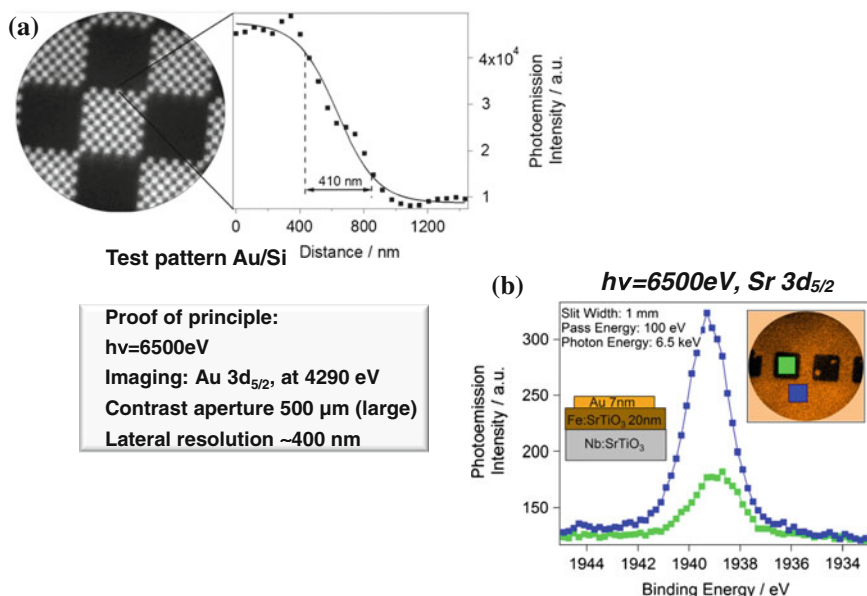 (a)
4x10⁴
3
2
1
Photoemission
Intensity / a.u.
410 nm
0 400 800 1200
Distance / nm
Test pattern Au/Si
Proof of principle:
hν=6500eV
Imaging: Au 3d5/2, at 4290 eV
Contrast aperture 500 µm (large)
Lateral resolution ~400 nm
(b)
hν=6500eV, Sr 3d5/2
Slit Width: 1 mm
Pass Energy: 100 eV
Photon Energy: 6.5 keV
Au 7nm
Fe:SrTiO3 20nm
Nb:SrTiO3
300
250
200
150
Photoemission
Intensity / a.u.
1944 1942 1940 1938 1936 1934
Binding Energy / eV